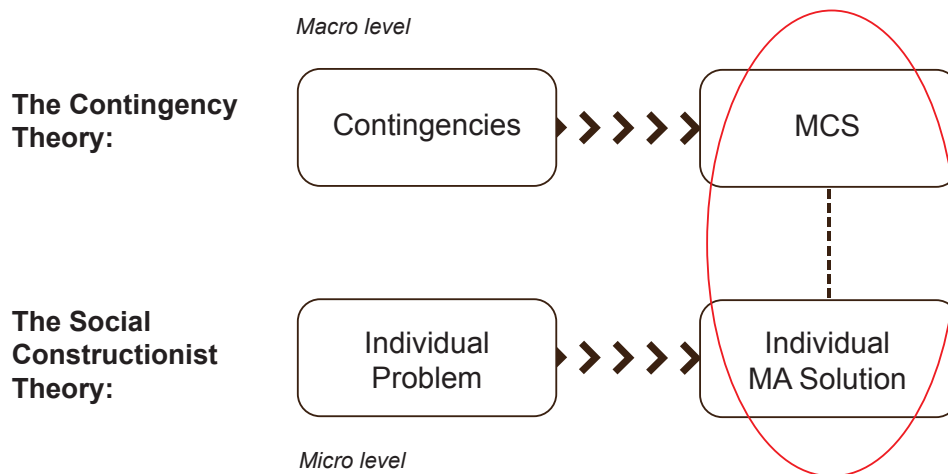 Macro level
The Contingency
Theory:
Contingencies
MCS
The Social
Constructionist
Theory:
Individual
Problem
Individual
MA Solution
Micro level